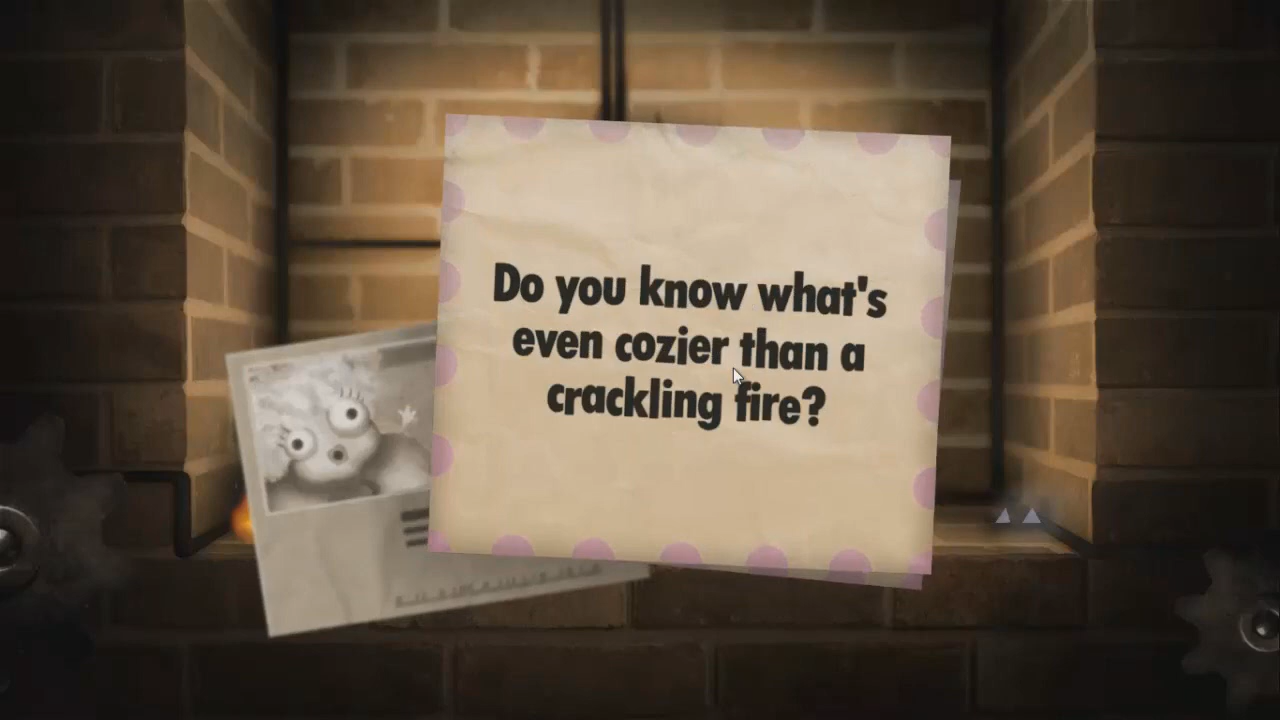 Do you know what's
even cozier than a
crackling fire?